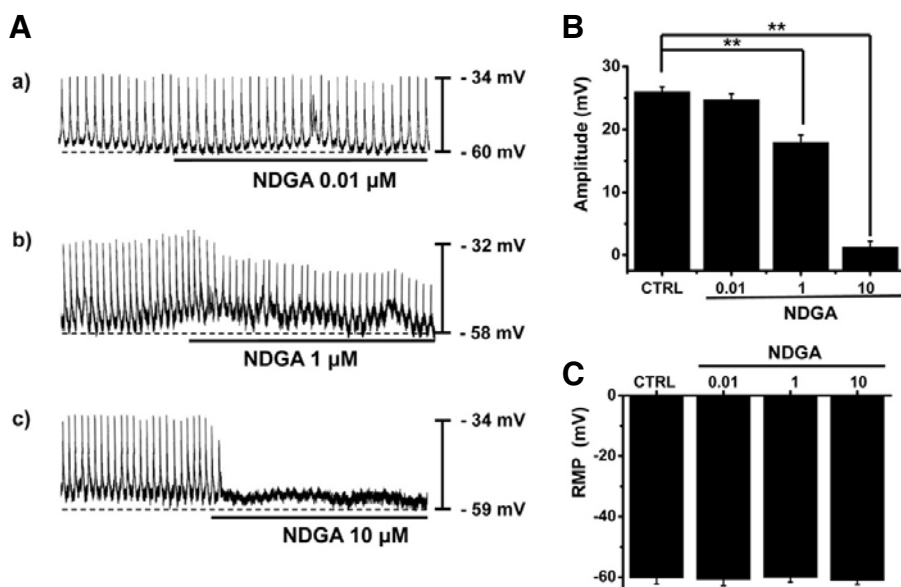 A
a)
- 34 mV
- 60 mV
NDGA 0.01 µM
b)
- 32 mV
- 58 mV
NDGA 1 µM
c)
- 34 mV
- 59 mV
NDGA 10 µM
B
**
**
Amplitude (mV)
30
20
10
0
CTRL 0.01 1 10
NDGA
C
NDGA
CTRL 0.01 1 10
RMP (mV)
0
-20
-40
-60